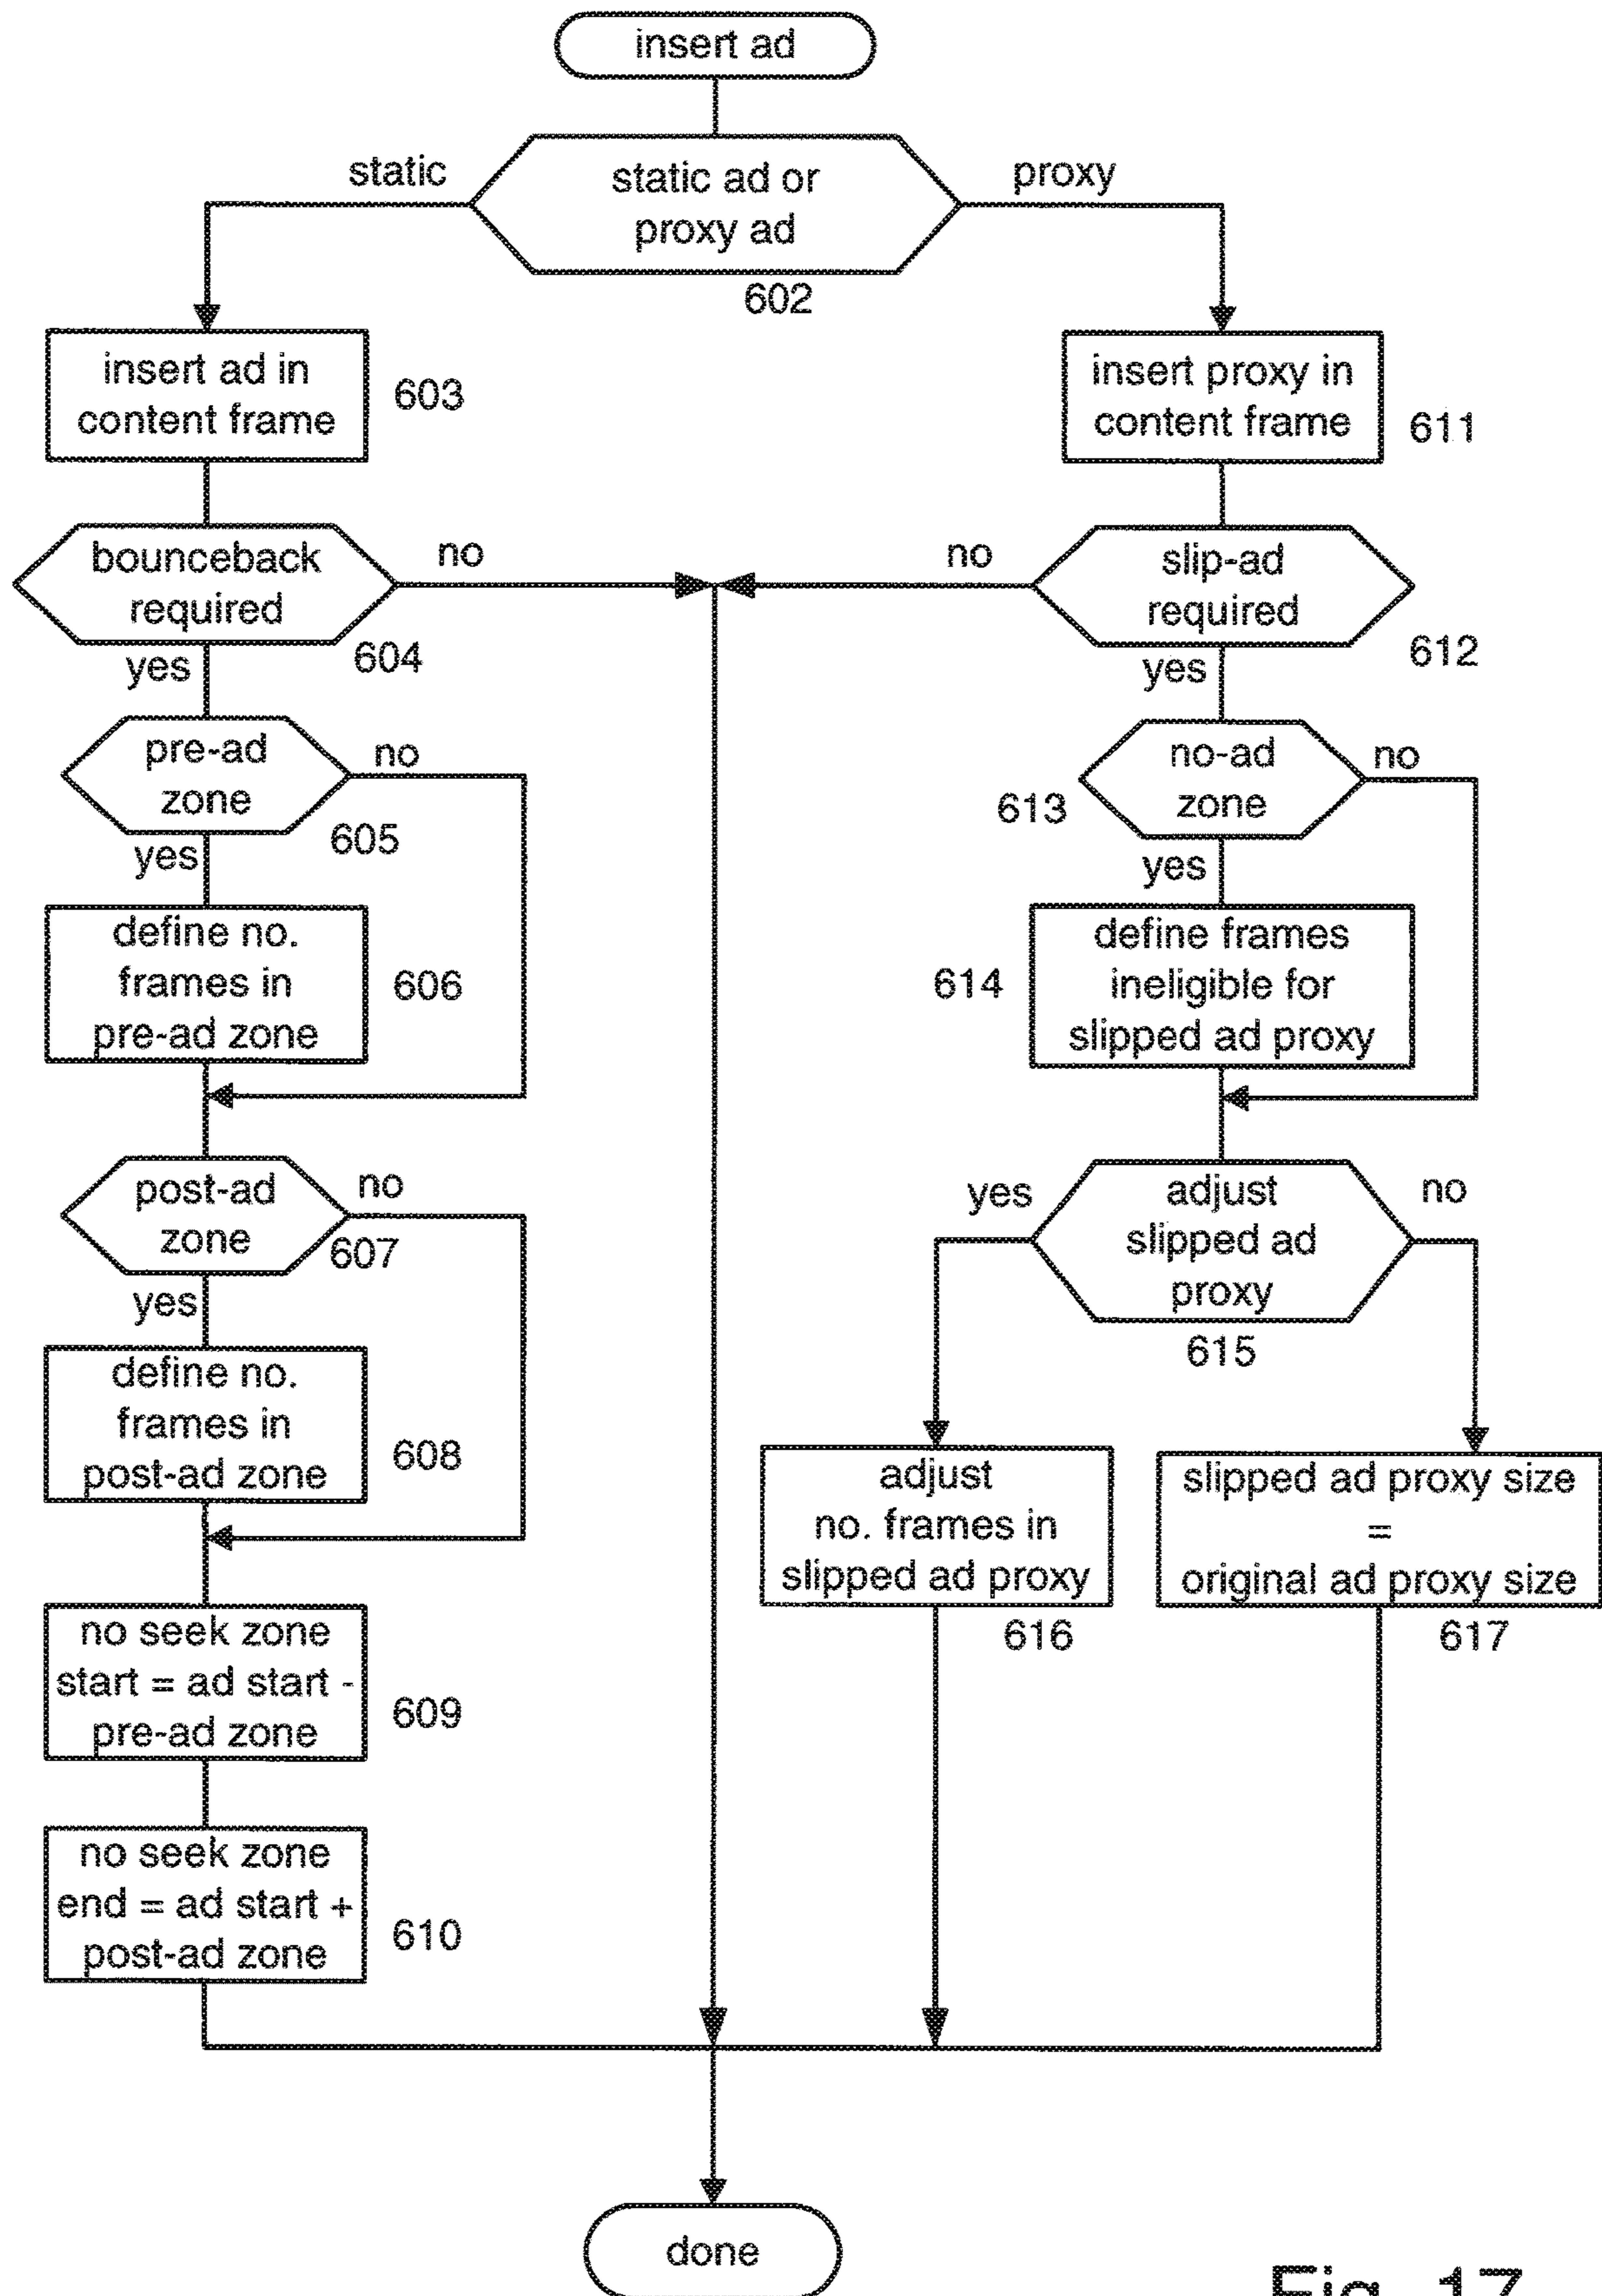 insert ad
static
static ad or
proxy ad
proxy
602
insert ad in
content frame
603
insert proxy in
content frame
611
bounceback
required
no
604
yes
no
slip-ad
required
612
yes
pre-ad
zone
no
605
yes
no-ad
zone
no
613
yes
define no.
frames in
pre-ad zone
606
614
define frames
ineligible for
slipped ad proxy
post-ad
zone
no
607
yes
yes
adjust
slipped ad
proxy
no
615
define no.
frames in
post-ad zone
608
adjust
no. frames in
slipped ad proxy
616
slipped ad proxy size
=
original ad proxy size
617
no seek zone
start = ad start -
pre-ad zone
609
no seek zone
end = ad start +
post-ad zone
610
done
Fig. 17